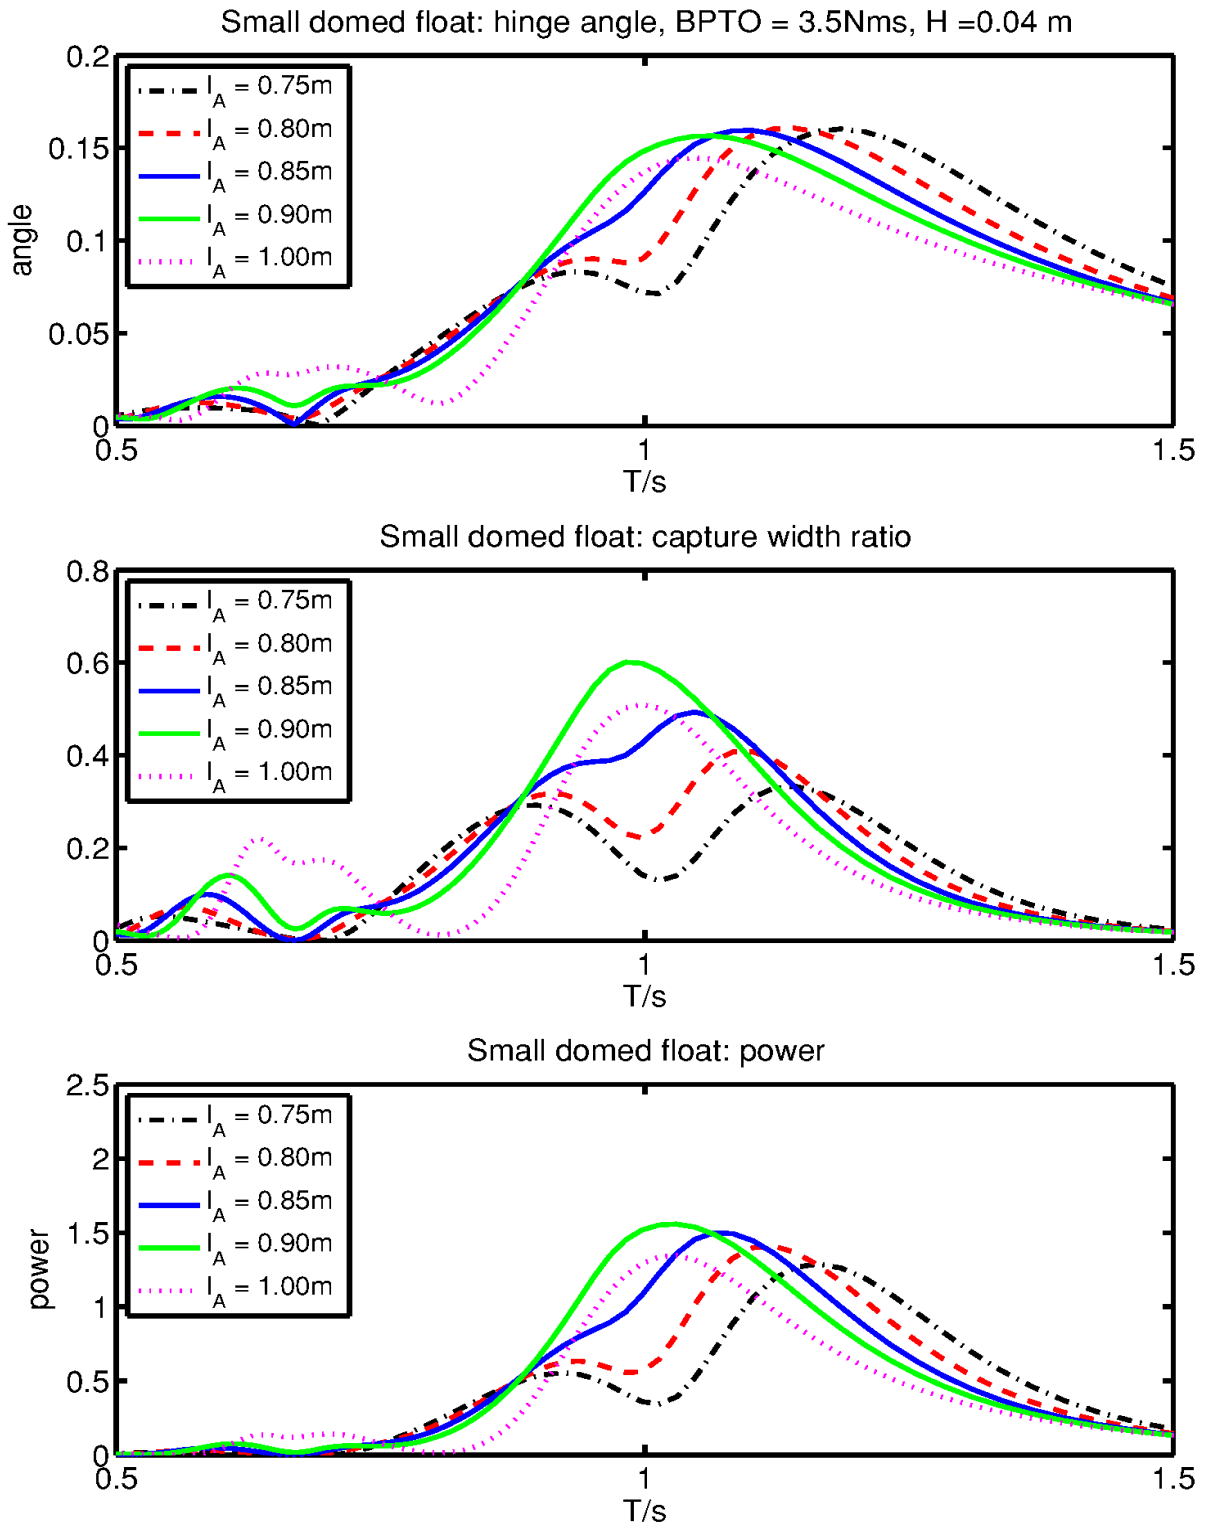 Small domed float: hinge angle, BPTO = 3.5Nms, H =0.04 m
0.2
0.15
0.1
0.05
0
angle
l_A = 0.75m
l_A = 0.80m
l_A = 0.85m
l_A = 0.90m
l_A = 1.00m
0.5
1
1.5
T/s
Small domed float: capture width ratio
0.8
0.6
0.4
0.2
0
l_A = 0.75m
l_A = 0.80m
l_A = 0.85m
l_A = 0.90m
l_A = 1.00m
0.5
1
1.5
T/s
Small domed float: power
2.5
2
1.5
1
0.5
0
power
l_A = 0.75m
l_A = 0.80m
l_A = 0.85m
l_A = 0.90m
l_A = 1.00m
0.5
1
1.5
T/s